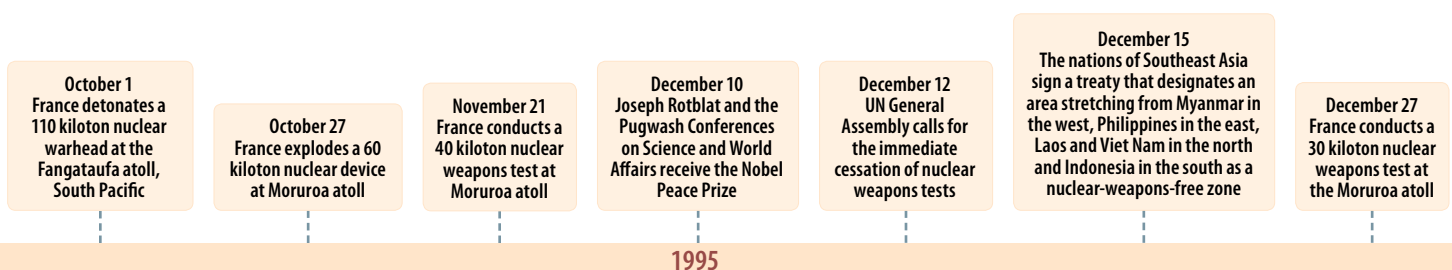 October 1
France detonates a
110 kiloton nuclear
warhead at the
Fangataufa atoll,
South Pacific
October 27
France explodes a 60
kiloton nuclear device
at Moruroa atoll
November 21
France conducts a
40 kiloton nuclear
weapons test at
Moruroa atoll
December 10
Joseph Rotblat and the
Pugwash Conferences
on Science and World
Affairs receive the Nobel
Peace Prize
December 12
UN General
Assembly calls for
the immediate
cessation of nuclear
weapons tests
December 15
The nations of Southeast Asia
sign a treaty that designates an
area stretching from Myanmar in
the west, Philippines in the east,
Laos and Viet Nam in the north
and Indonesia in the south as a
nuclear-weapons-free zone
December 27
France conducts a
30 kiloton nuclear
weapons test at
the Moruroa atoll
1995